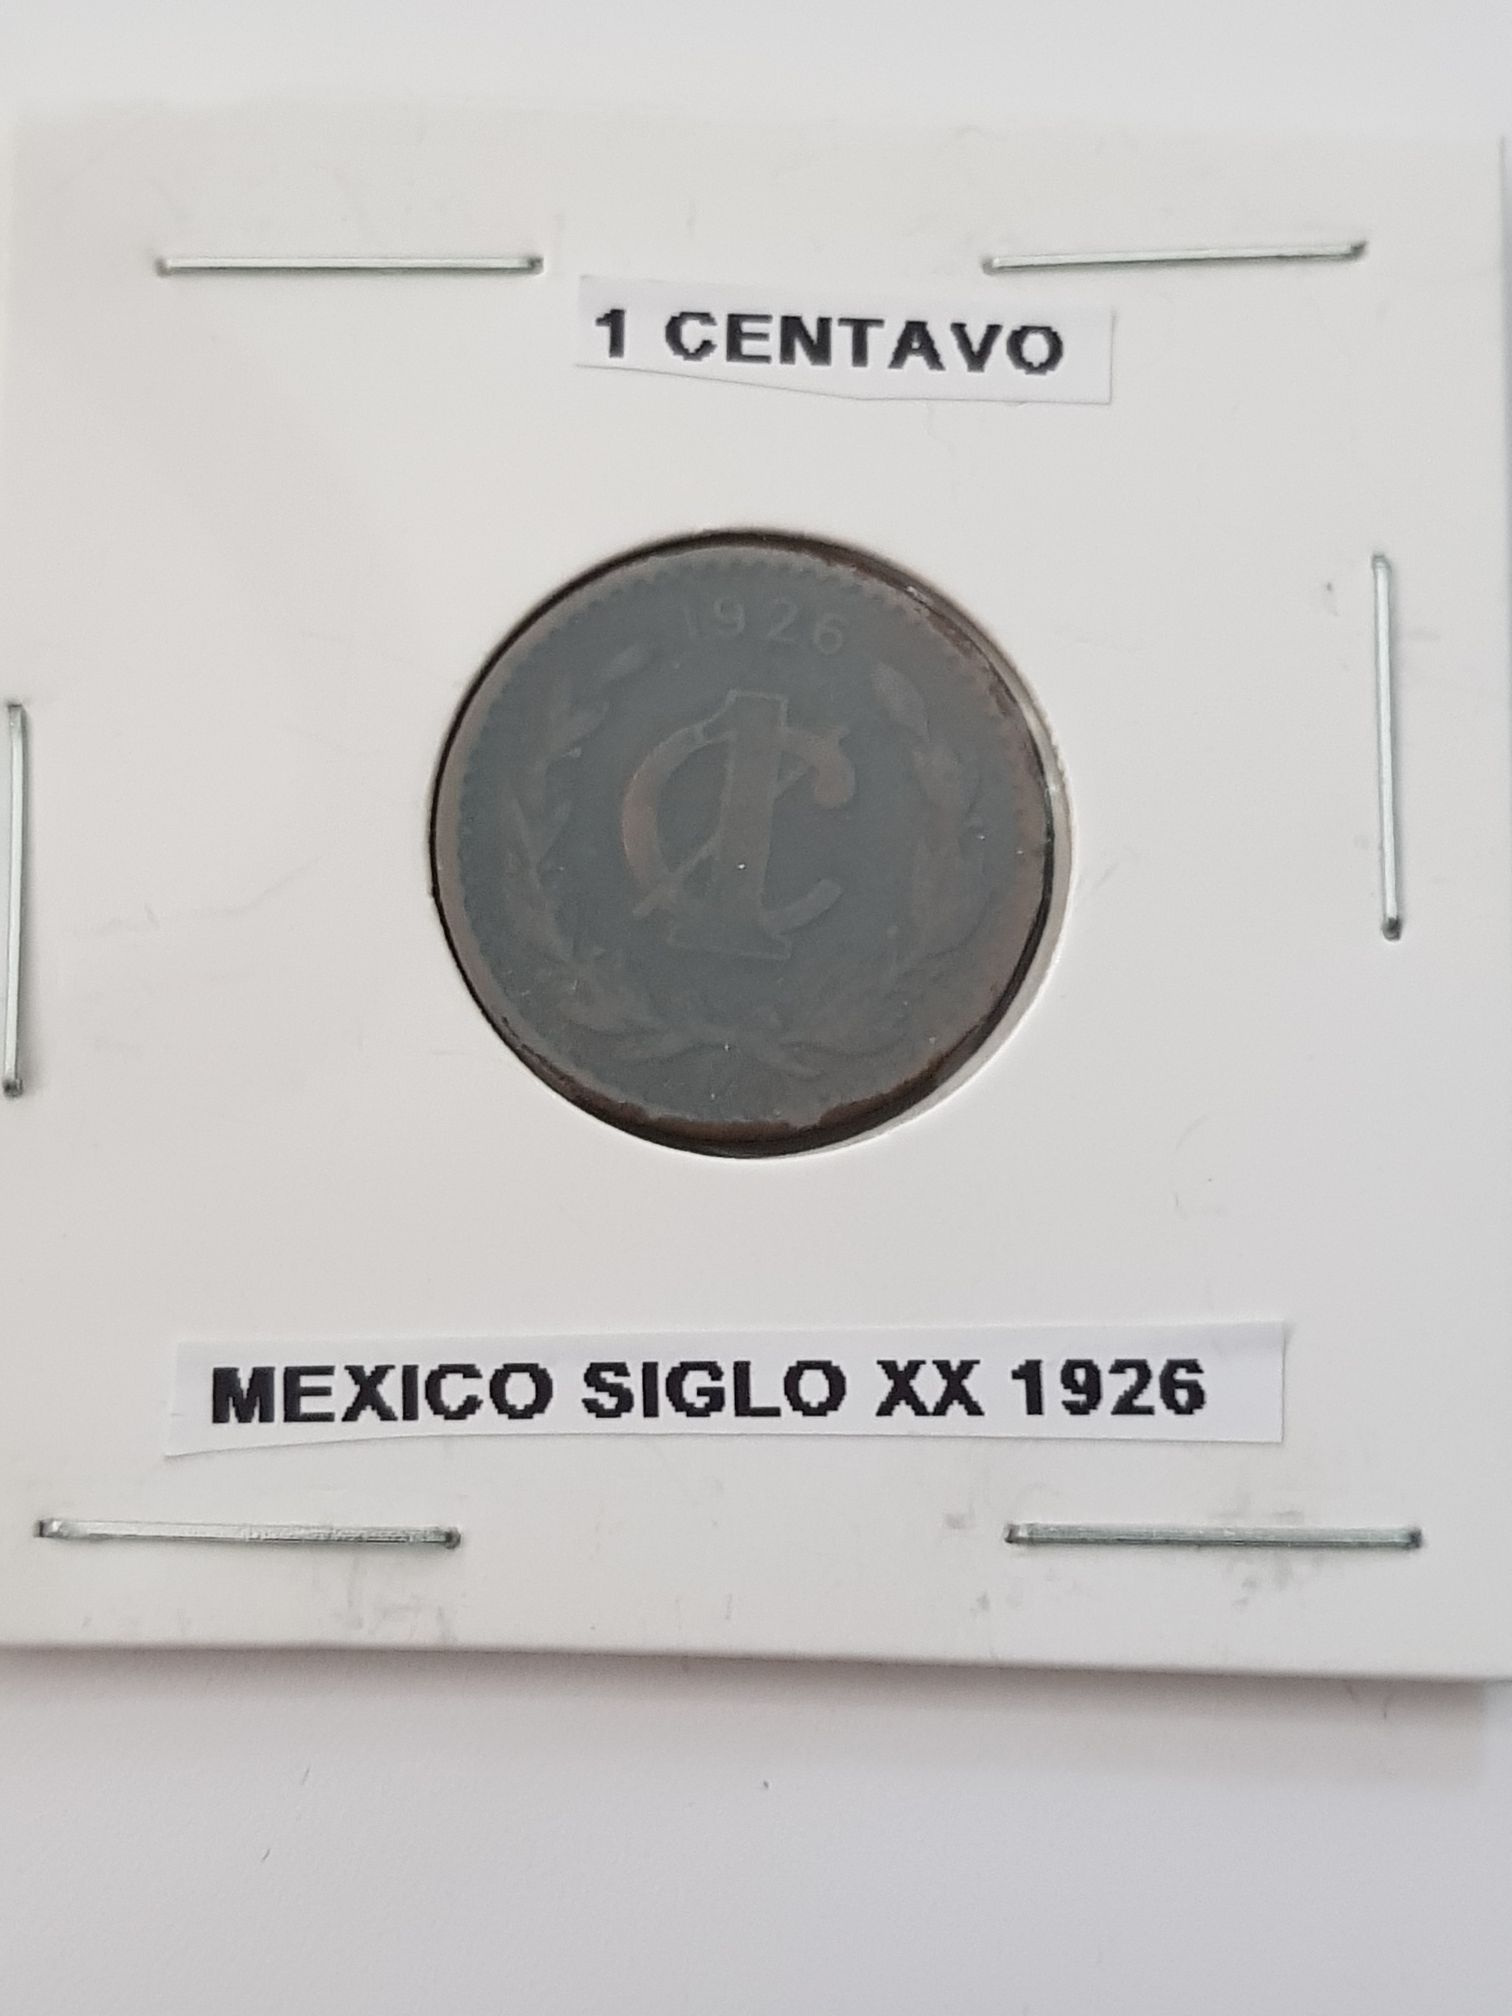 1 CENTAVO
1926
1C
MEXICO SIGLO XX 1926